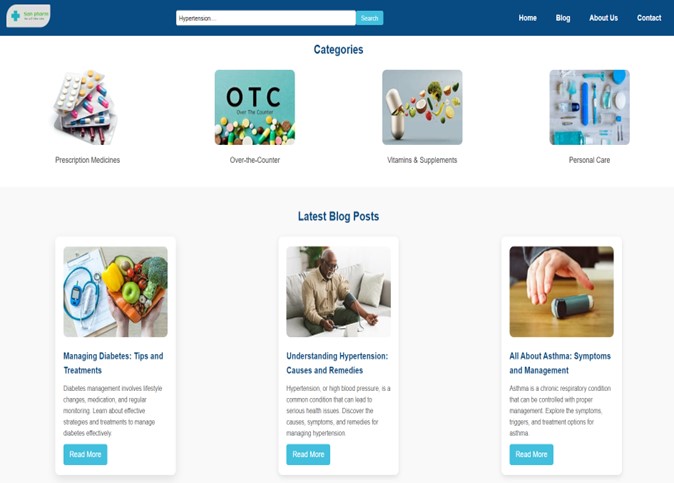 Hypertension...
Search
Home
Blog
About Us
Contact
Categories
OTC
Over The Counter
Prescription Medicines
Over-the-Counter
Vitamins & Supplements
Personal Care
Latest Blog Posts
Managing Diabetes: Tips and
Treatments
Diabetes management involves lifestyle
changes, medication, and regular
monitoring. Learn about effective
strategies and treatments to manage
diabetes effectively
Read More
Understanding Hypertension:
Causes and Remedies
Hypertension, or high blood pressure, is a
common condition that can lead to
serious health issues. Discover the
causes, symptoms, and remedies for
managing hypertension.
Read More
All About Asthma: Symptoms
and Management
Asthma is a chronic respiratory condition
that can be controlled with proper
management. Explore the symptoms,
triggers, and treatment options for
asthma.
Read More